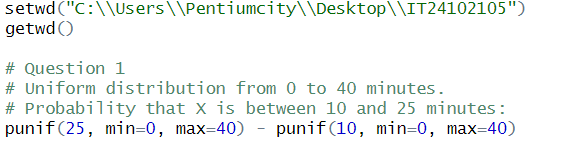 setwd("C:\\Users\\Pentiumcity\\Desktop\\IT24102105")
getwd()
# Question 1
# Uniform distribution from 0 to 40 minutes.
# Probability that X is between 10 and 25 minutes:
punif(25, min=0, max=40) - punif(10, min=0, max=40)